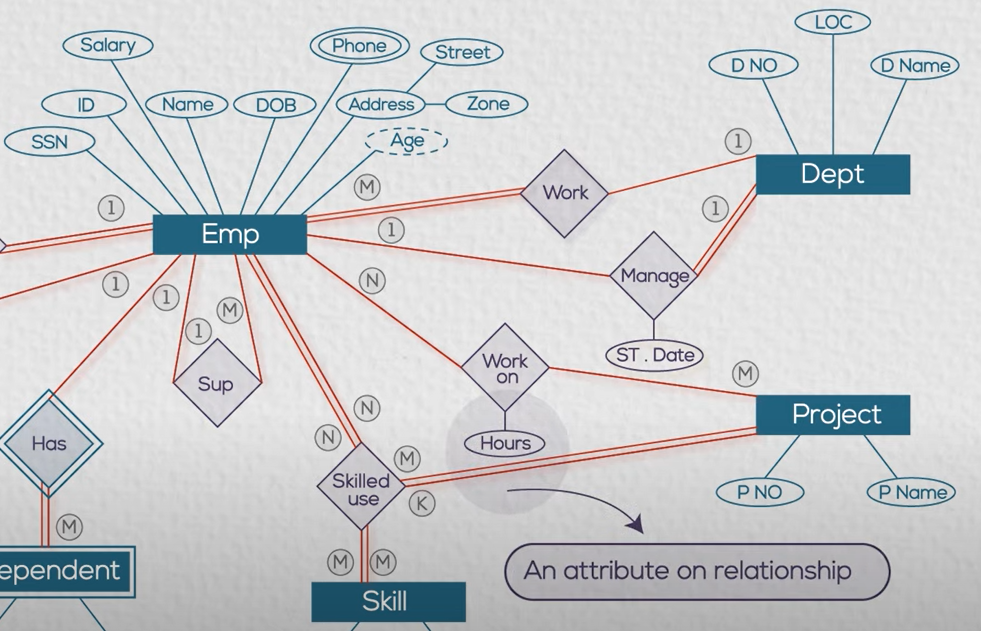 LOC
Salary
Phone
Street
D NO
D Name
ID
Name
DOB
Address
Zone
SSN
Age
1
M
Work
Dept
1
1
Emp
1
Manage
1
N
1
M
1
Sup
ST . Date
Work
on
M
Project
Has
N
N
Hours
M
Skilled
use
K
P NO
P Name
M
M
M
ependent
An attribute on relationship
Skill